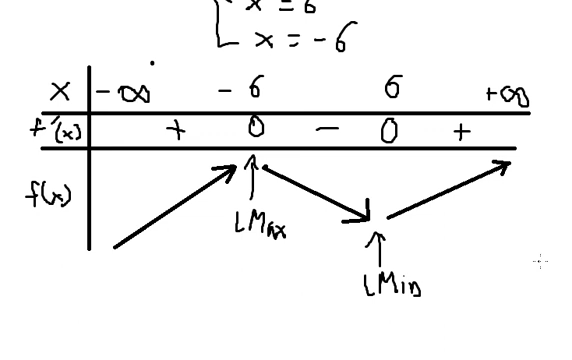 x = 6
x = -6
x -∞ -6 6 +∞
f'(x) + 0 - 0 +
f(x)
LMax
LMin